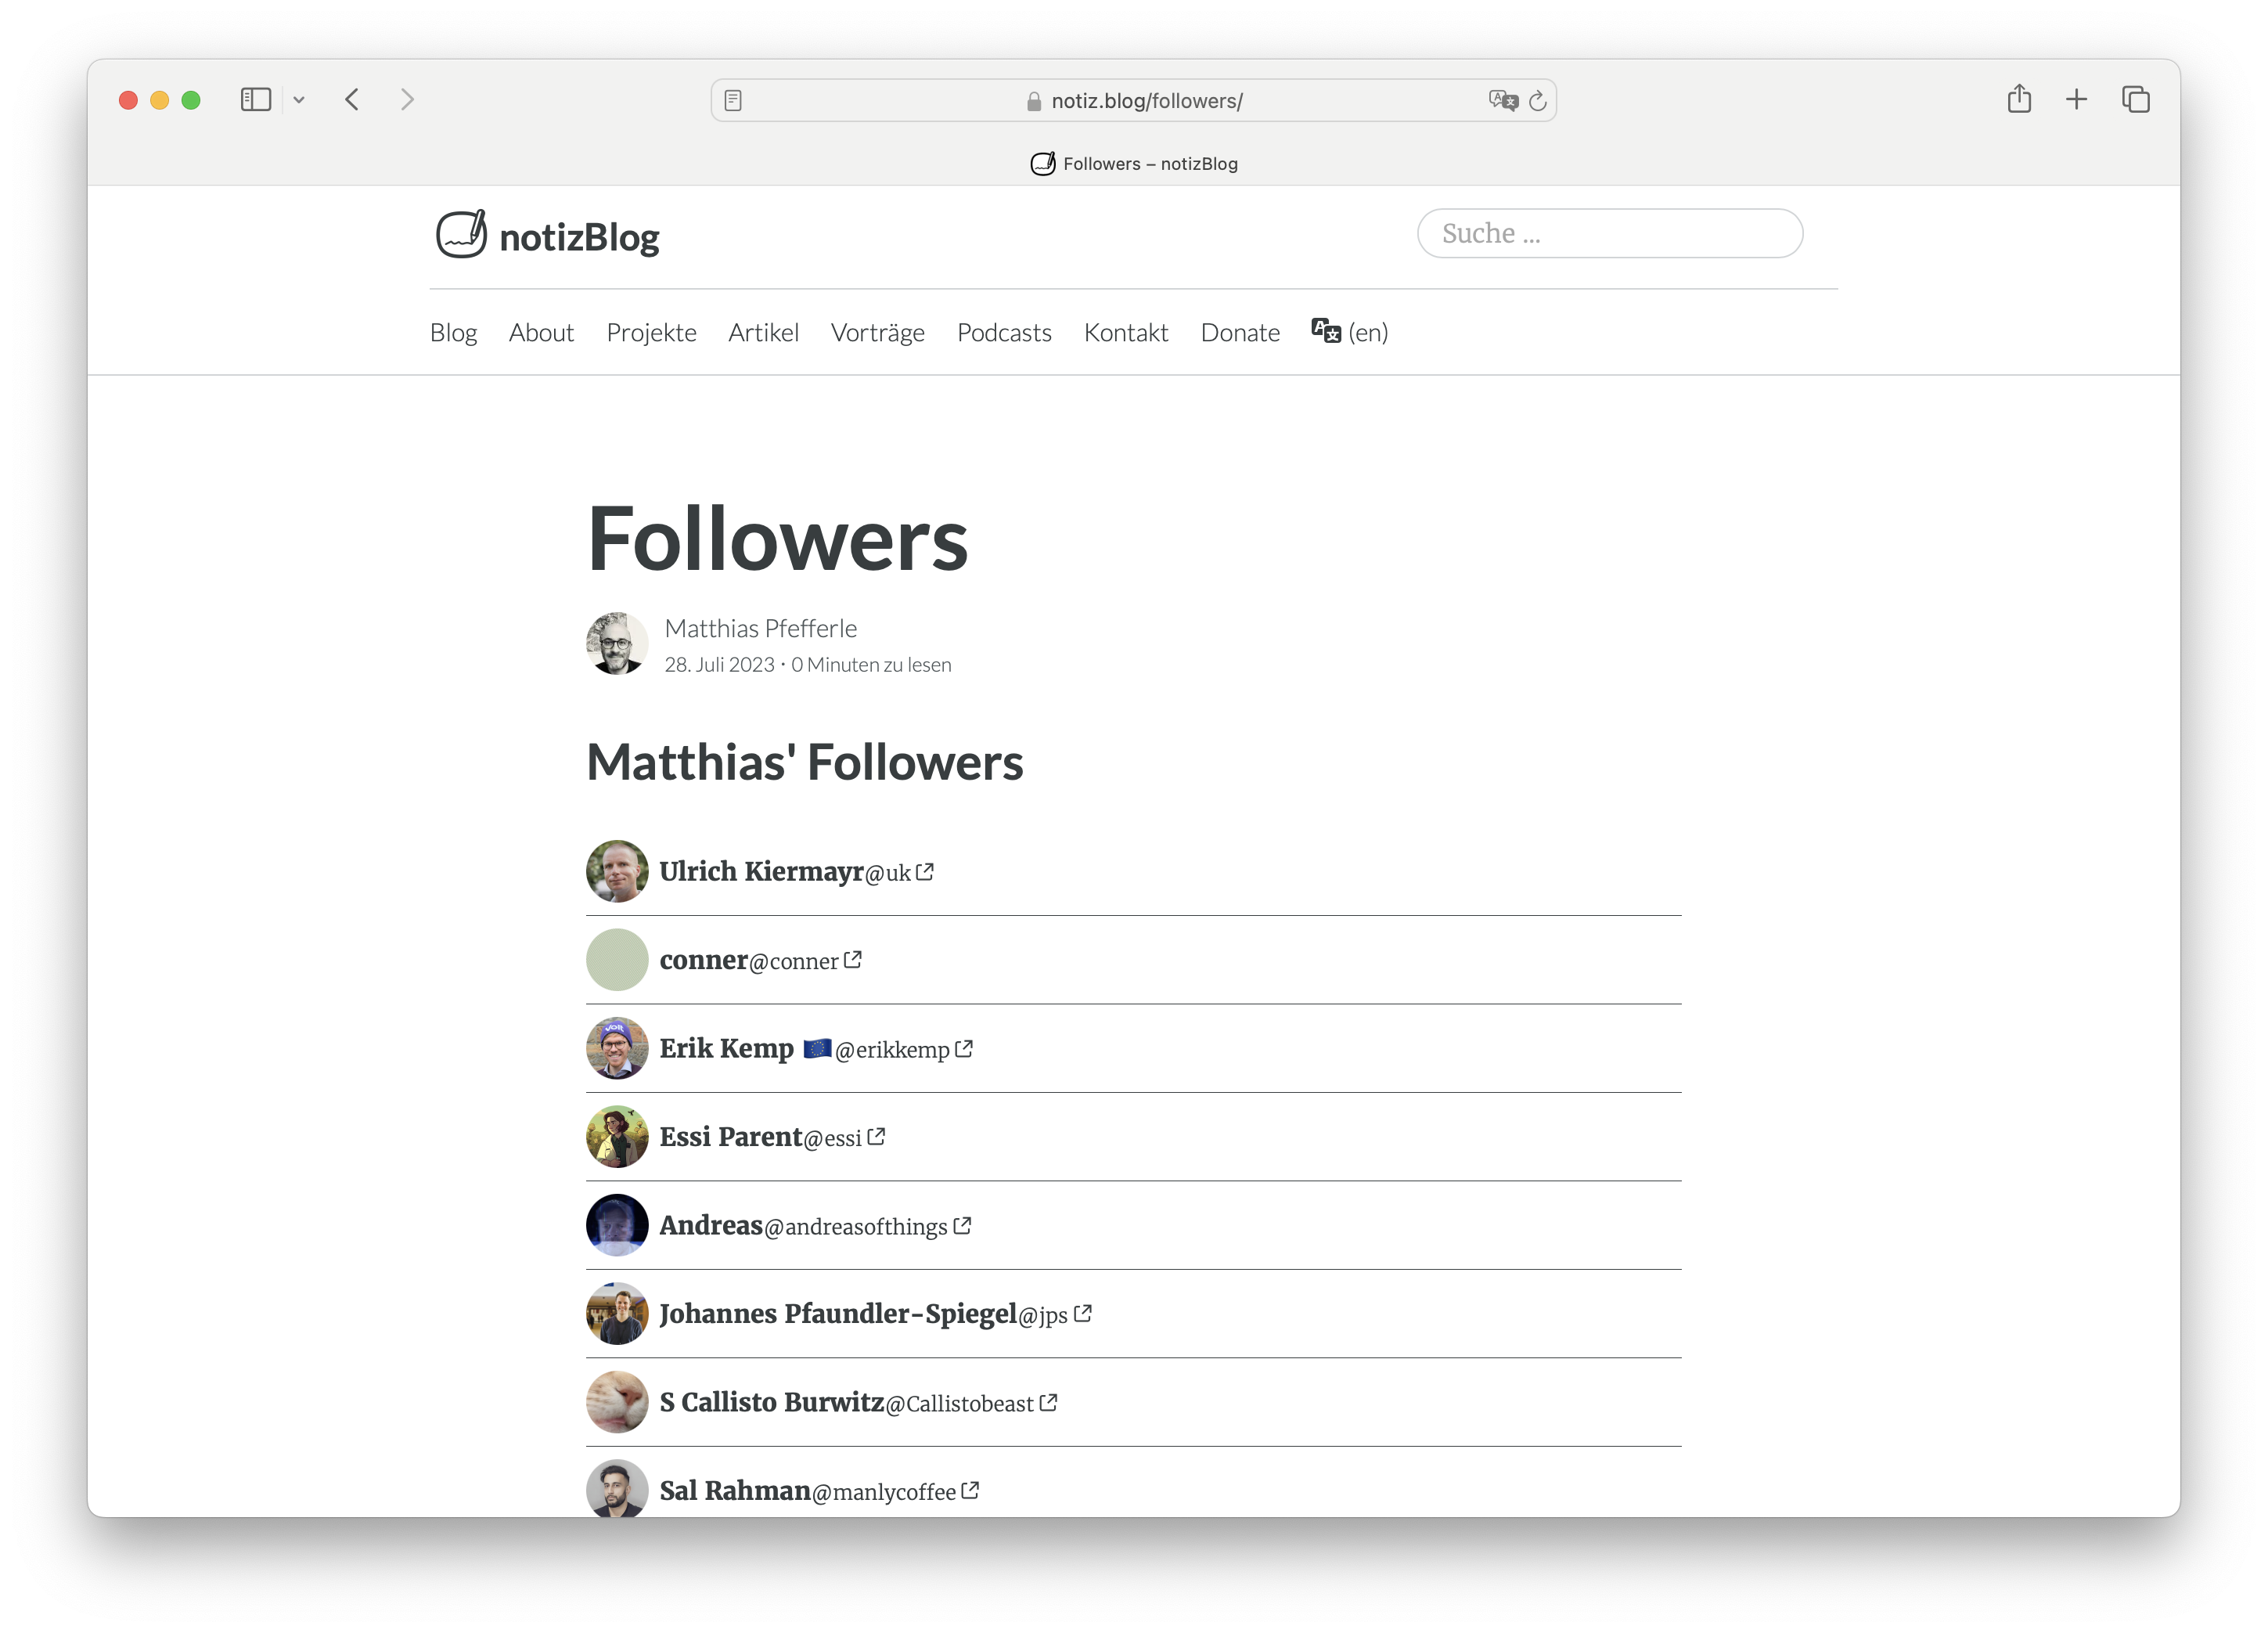 notiz.blog/followers/
Followers – notizBlog
notizBlog
Suche ...
Blog About Projekte Artikel Vorträge Podcasts Kontakt Donate (en)
Followers
Matthias Pfefferle
28. Juli 2023 · 0 Minuten zu lesen
Matthias' Followers
Ulrich Kiermayr@uk
conner@conner
Erik Kemp 🇪🇺@erikkemp
Essi Parent@essi
Andreas@andreasofthings
Johannes Pfaundler-Spiegel@jps
S Callisto Burwitz@Callistobeast
Sal Rahman@manlycoffee